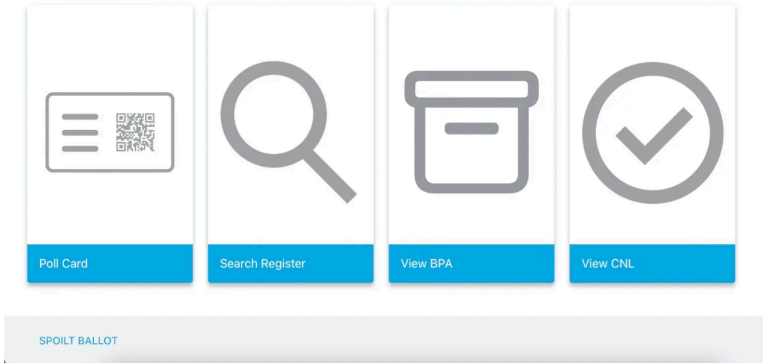 Poll Card
Search Register
View BPA
View CNL
SPOILT BALLOT